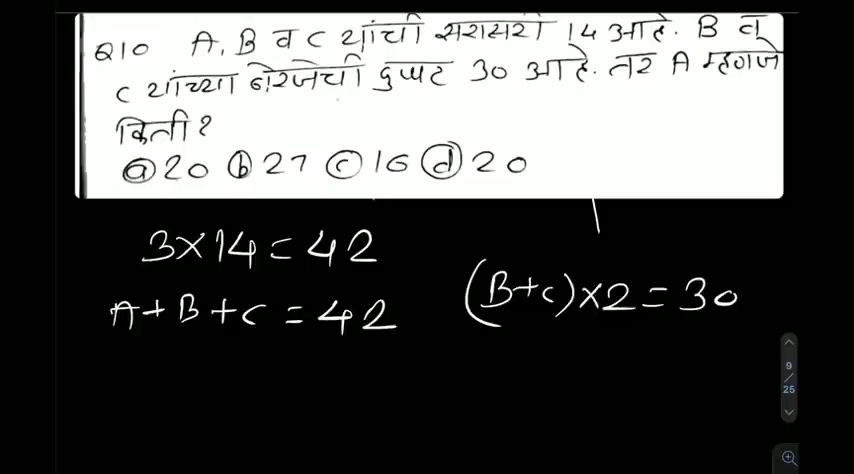 Q10 A, B व C यांची सरासरी 14 आहे. B व
C यांच्या बेरजेची दुप्पट 30 आहे. तर A म्हणजे
किती?
(a) 20 (b) 27 (c) 16 (d) 20
3×14 = 42
A+B+C = 42
(B+C)×2 = 30
9
/
25